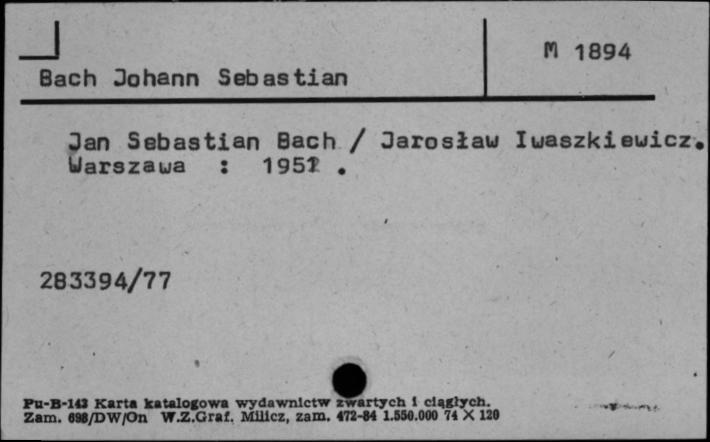 M 1894
Bach Johann Sebastian
Jan Sebastian Bach / Jarosław Iwaszkiewicz.
Warszawa :
283394/77
Pu-B-143 Karta katalogowa wydawnictw zwartych i ciągłych.
Zam. 698/DW/On W.Z.Graf. Milicz, zam. 472-84 1.550.000 74 X 120